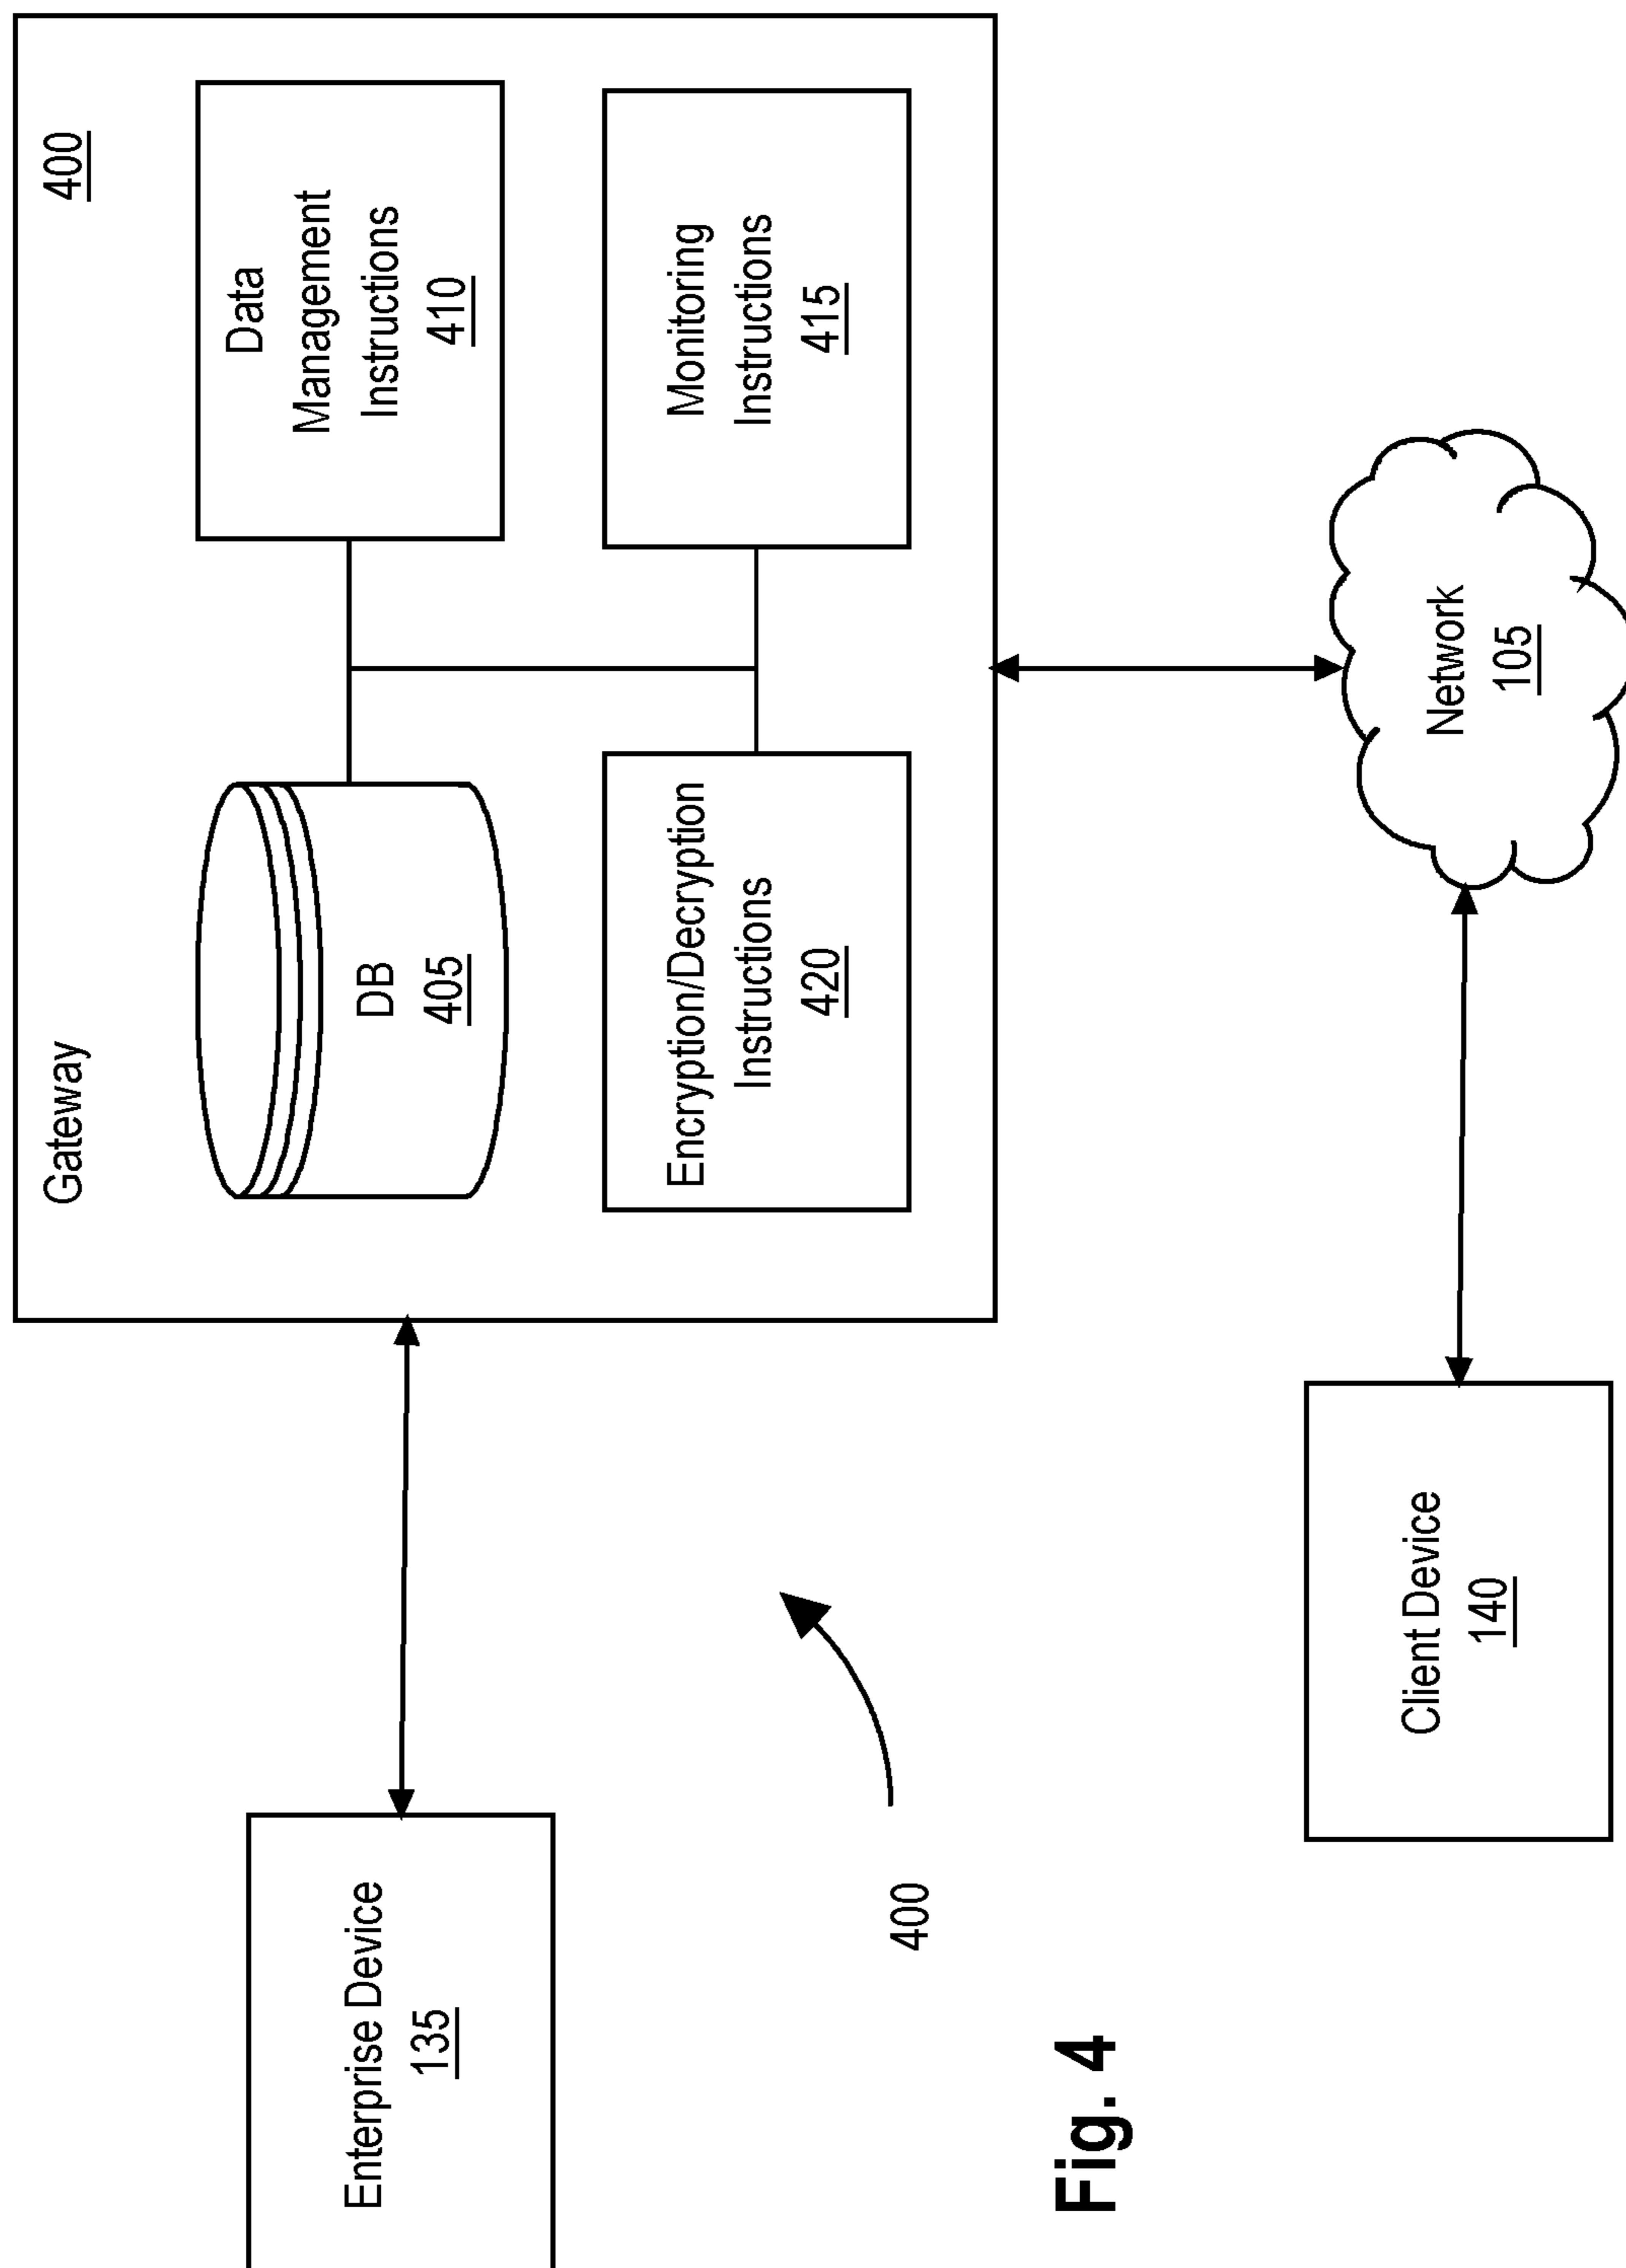 Gateway
400
DB
405
Data
Management
Instructions
410
Encryption/Decryption
Instructions
420
Monitoring
Instructions
415
Enterprise Device
135
400
Network
105
Client Device
140
Fig. 4